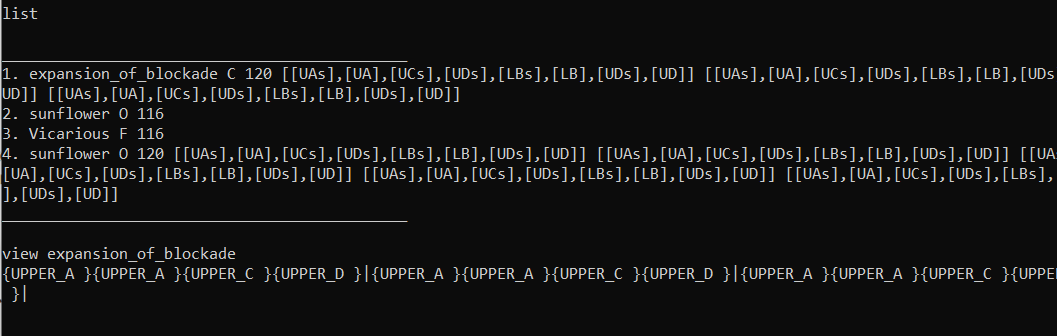 list
_____________________________________________
1. expansion_of_blockade C 120 [[UAs],[UA],[UCs],[UDs],[LBs],[LB],[UDs],[UD]] [[UAs],[UA],[UCs],[UDs],[LBs],[LB],[UDs
UD]] [[UAs],[UA],[UCs],[UDs],[LBs],[LB],[UDs],[UD]]
2. sunflower O 116
3. Vicarious F 116
4. sunflower O 120 [[UAs],[UA],[UCs],[UDs],[LBs],[LB],[UDs],[UD]] [[UAs],[UA],[UCs],[UDs],[LBs],[LB],[UDs],[UD]] [[UA
[UA],[UCs],[UDs],[LBs],[LB],[UDs],[UD]] [[UAs],[UA],[UCs],[UDs],[LBs],[LB],[UDs],[UD]] [[UAs],[UA],[UCs],[UDs],[LBs],
],[UDs],[UD]]
_____________________________________________
view expansion_of_blockade
{UPPER_A }{UPPER_A }{UPPER_C }{UPPER_D }|{UPPER_A }{UPPER_A }{UPPER_C }{UPPER_D }|{UPPER_A }{UPPER_A }{UPPER_C }{UPPE
}|